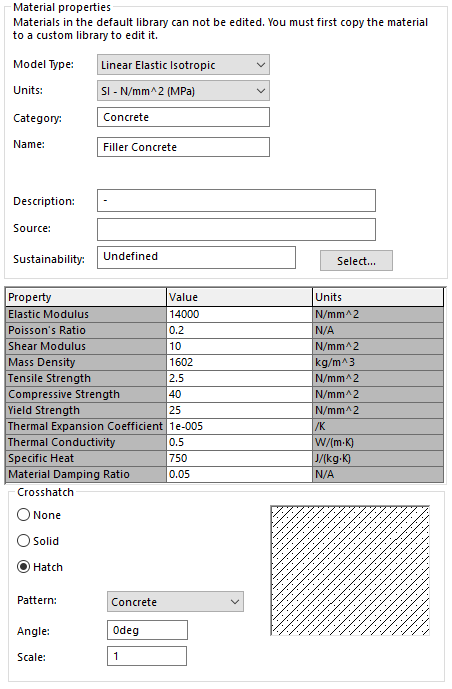 Material properties
Materials in the default library can not be edited. You must first copy the material
to a custom library to edit it.
Model Type: Linear Elastic Isotropic
Units: SI - N/mm^2 (MPa)
Category: Concrete
Name: Filler Concrete
Description: -
Source:
Sustainability: Undefined Select...
Property Value Units
Elastic Modulus 14000 N/mm^2
Poisson's Ratio 0.2 N/A
Shear Modulus 10 N/mm^2
Mass Density 1602 kg/m^3
Tensile Strength 2.5 N/mm^2
Compressive Strength 40 N/mm^2
Yield Strength 25 N/mm^2
Thermal Expansion Coefficient 1e-005 /K
Thermal Conductivity 0.5 W/(m·K)
Specific Heat 750 J/(kg·K)
Material Damping Ratio 0.05 N/A
Crosshatch
None
Solid
Hatch
Pattern: Concrete
Angle: 0deg
Scale: 1